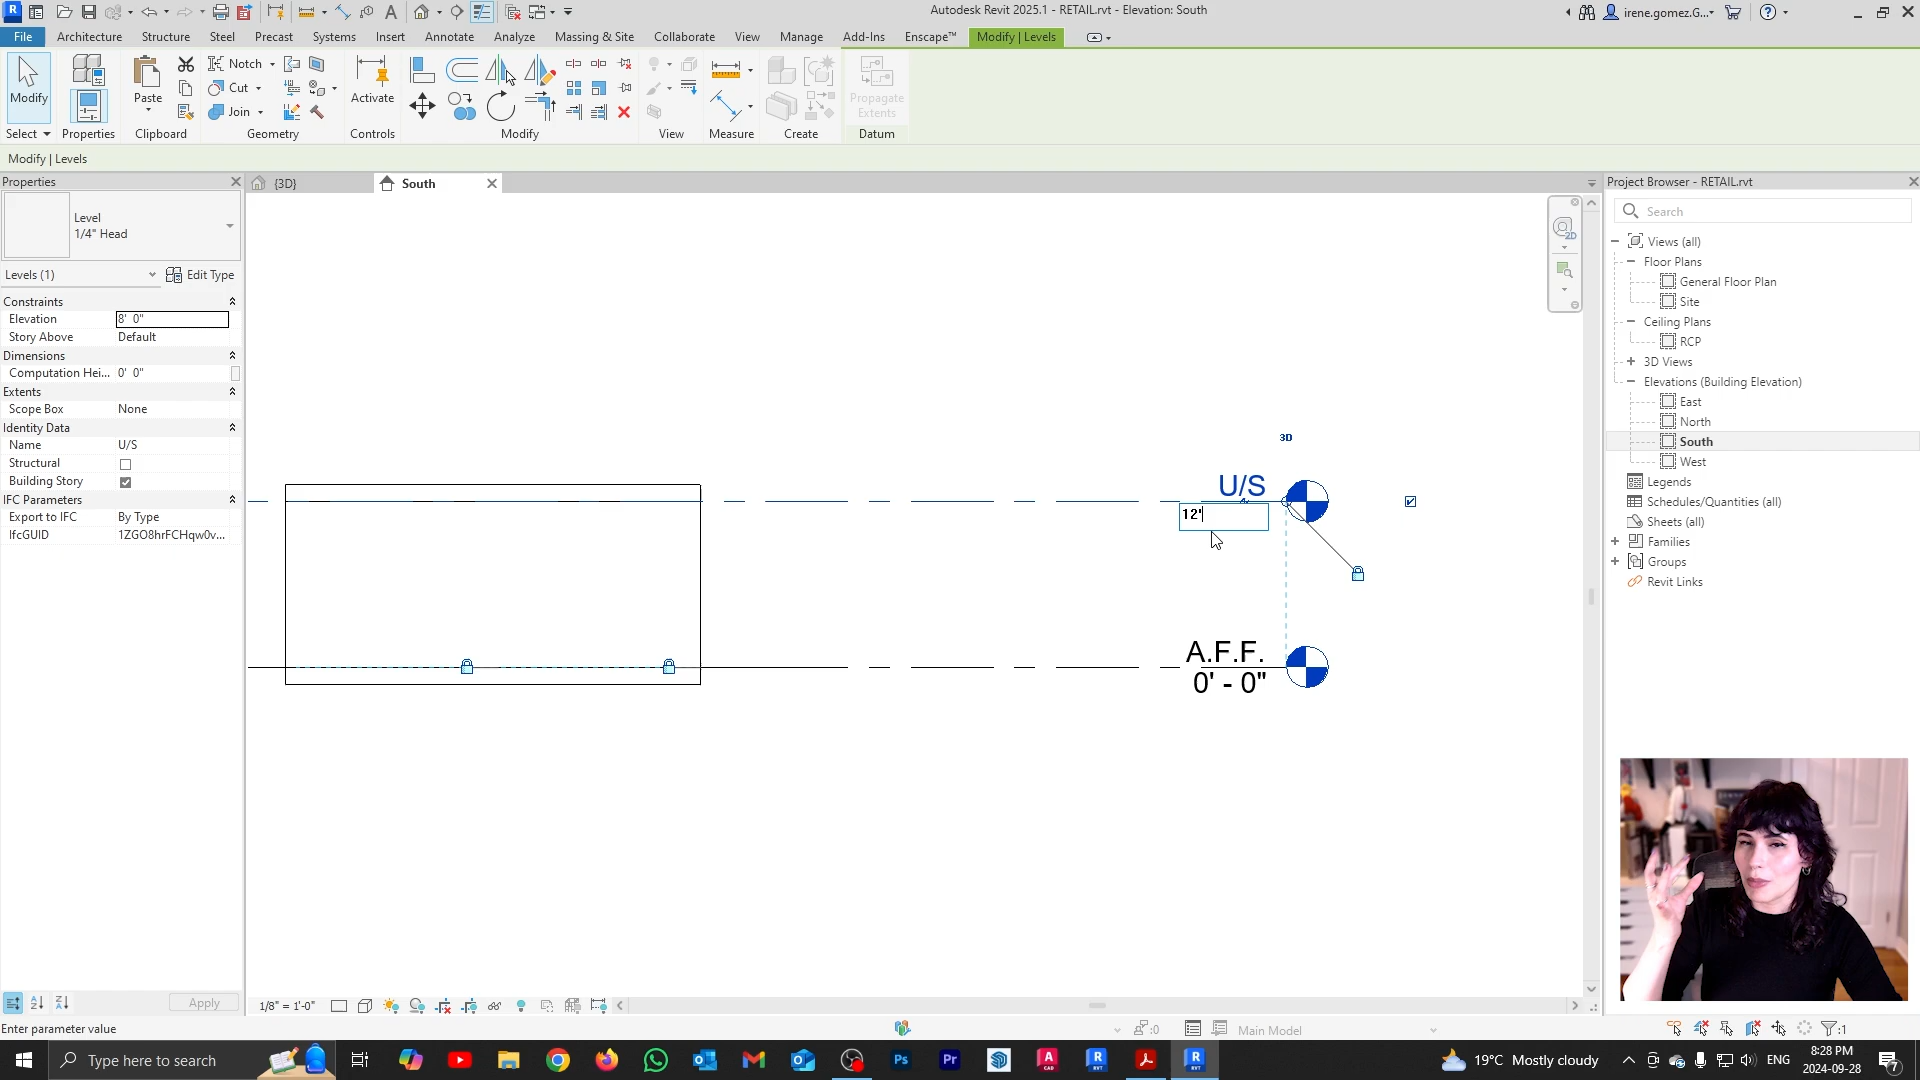 Autodesk Revit 2025.1 - RETAIL.rvt - Elevation: South
irene.gomez.G...
File Architecture Structure Steel Precast Systems Insert Annotate Analyze Massing & Site Collaborate View Manage Add-Ins Enscape™ Modify | Levels
Modify
Paste
Notch
Cut
Join
Activate
Propagate
Extents
Select Properties Clipboard Geometry Controls Modify View Measure Create Datum
Modify | Levels
Properties
Level
1/4" Head
Levels (1) Edit Type
Constraints
Elevation 8' 0"
Story Above Default
Dimensions
Computation Hei... 0' 0"
Extents
Scope Box None
Identity Data
Name U/S
Structural
Building Story
IFC Parameters
Export to IFC By Type
IfcGUID 1ZGO8hrFCHqw0v...
Apply
{3D} South
2D
3D
U/S
12'
A.F.F.
0' - 0"
Project Browser - RETAIL.rvt
Search
Views (all)
Floor Plans
General Floor Plan
Site
Ceiling Plans
RCP
3D Views
Elevations (Building Elevation)
East
North
South
West
Legends
Schedules/Quantities (all)
Sheets (all)
Families
Groups
Revit Links
1/8" = 1'-0"
Enter parameter value
:0
Main Model
:1
Type here to search
19°C Mostly cloudy
ENG
8:28 PM
2024-09-28